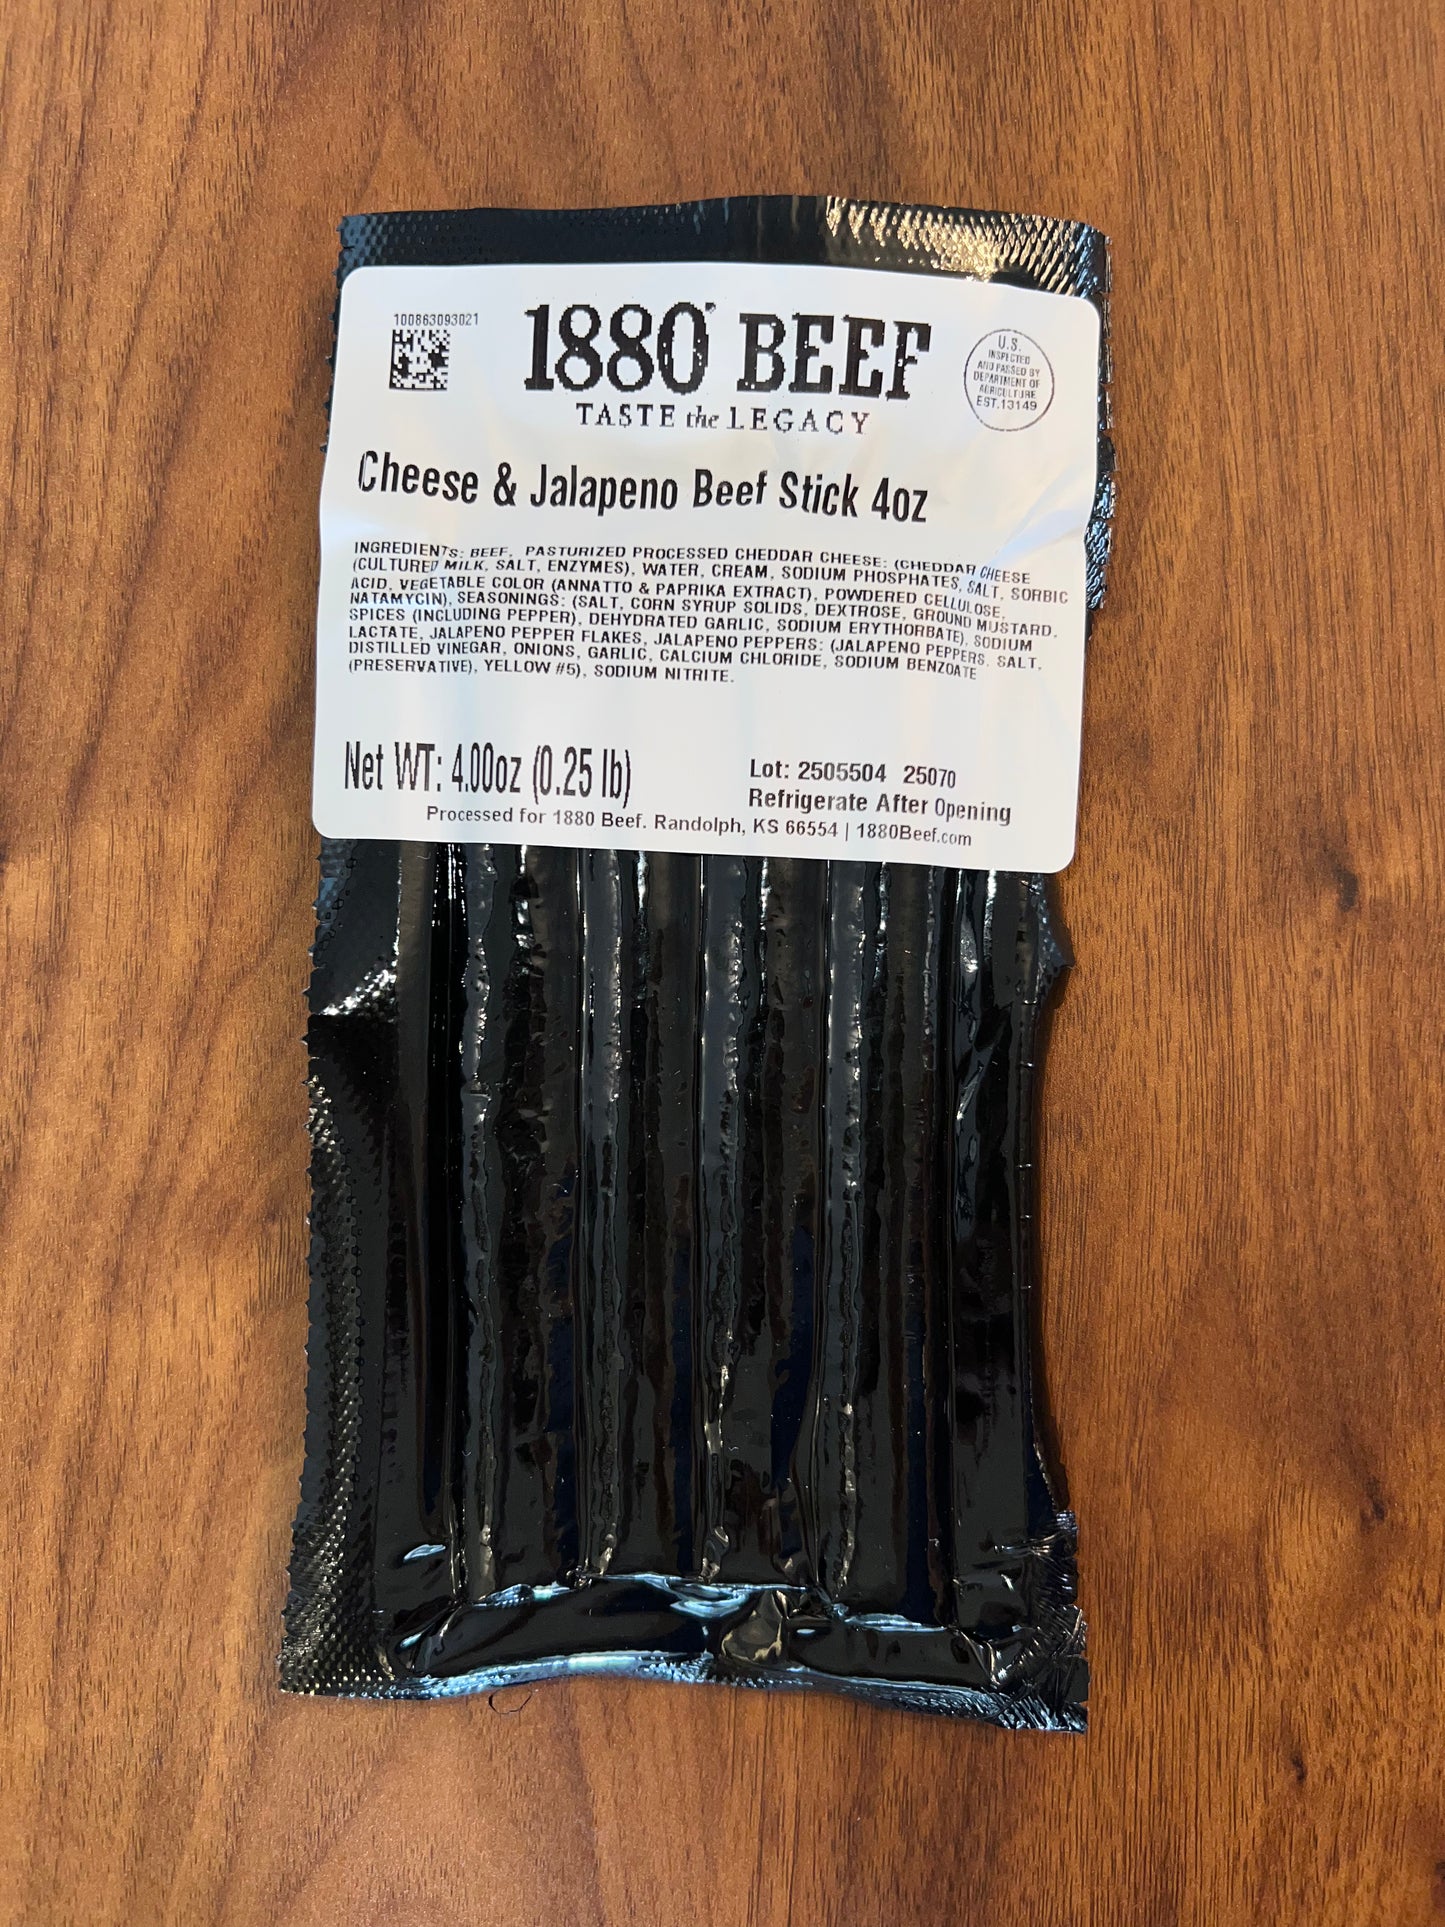 100863093021
1880® BEEF
TASTE the LEGACY
U.S.
INSPECTED
AND PASSED BY
DEPARTMENT OF
AGRICULTURE
EST.13149
Cheese & Jalapeno Beef Stick 4oz
INGREDIENTS: BEEF, PASTURIZED PROCESSED CHEDDAR CHEESE: (CHEDDAR CHEESE
(CULTURED MILK, SALT, ENZYMES), WATER, CREAM, SODIUM PHOSPHATES, SALT, SORBIC
ACID, VEGETABLE COLOR (ANNATTO & PAPRIKA EXTRACT), POWDERED CELLULOSE,
NATAMYCIN), SEASONINGS: (SALT, CORN SYRUP SOLIDS, DEXTROSE, GROUND MUSTARD,
SPICES (INCLUDING PEPPER), DEHYDRATED GARLIC, SODIUM ERYTHORBATE), SODIUM
LACTATE, JALAPENO PEPPER FLAKES, JALAPENO PEPPERS: (JALAPENO PEPPERS, SALT,
DISTILLED VINEGAR, ONIONS, GARLIC, CALCIUM CHLORIDE, SODIUM BENZOATE
(PRESERVATIVE), YELLOW #5), SODIUM NITRITE.
Net WT: 4.00oz (0.25 lb)
Lot: 2505504 25070
Refrigerate After Opening
Processed for 1880 Beef. Randolph, KS 66554 | 1880Beef.com